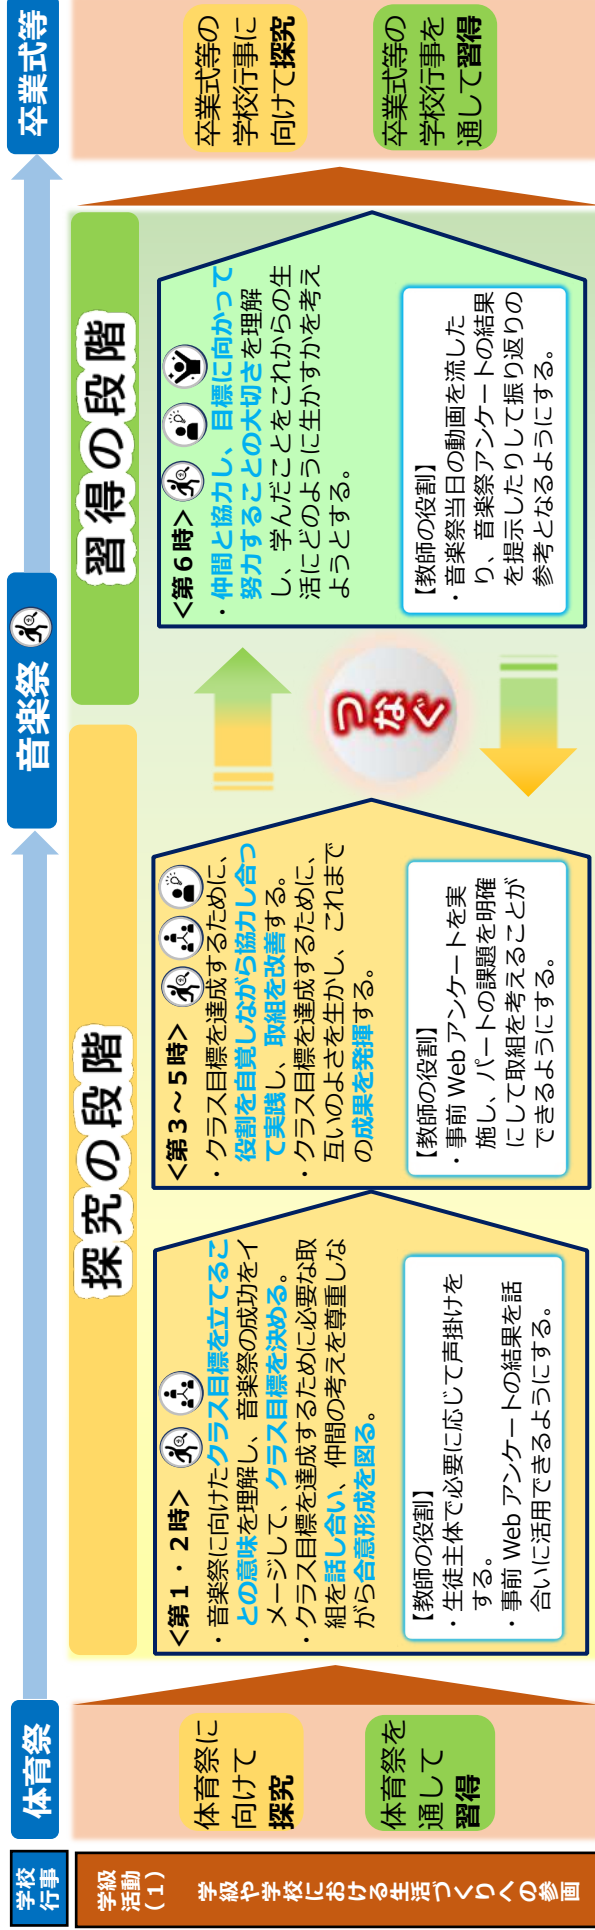 学校
行事
体育祭
音楽祭
卒業式等
学級
活動
(1)
学級や学校における生活づくりへの参画
体育祭に
向けて
探究
体育祭を
通して
習得
探究の段階
<第1・2時>
・音楽祭に向けたクラス目標を立てるこ
との意味を理解し、音楽祭の成功をイ
メージして、クラス目標を決める。
・クラス目標を達成するために必要な取
組を話し合い、仲間の考えを尊重しな
がら合意形成を図る。
【教師の役割】
・生徒主体で必要に応じて声掛けを
する。
・事前 Web アンケートの結果を話
合いに活用できるようにする。
<第3~5時>
・クラス目標を達成するために、
役割を自覚しながら協力し合っ
て実践し、取組を改善する。
・クラス目標を達成するために、
互いのよさを生かし、これまで
の成果を発揮する。
【教師の役割】
・事前 Web アンケートを実
施し、パートの課題を明確
にして取組を考えることが
できるようにする。
つ
なぐ
習得の段階
<第6時>
・仲間と協力し、目標に向かって
努力することの大切さを理解
し、学んだことをこれからの生
活にどのように生かすかを考え
ようとする。
【教師の役割】
・音楽祭当日の動画を流した
り、音楽祭アンケートの結果
を提示したりして振り返りの
参考となるようにする。
卒業式等の
学校行事に
向けて探究
卒業式等の
学校行事を
通して習得